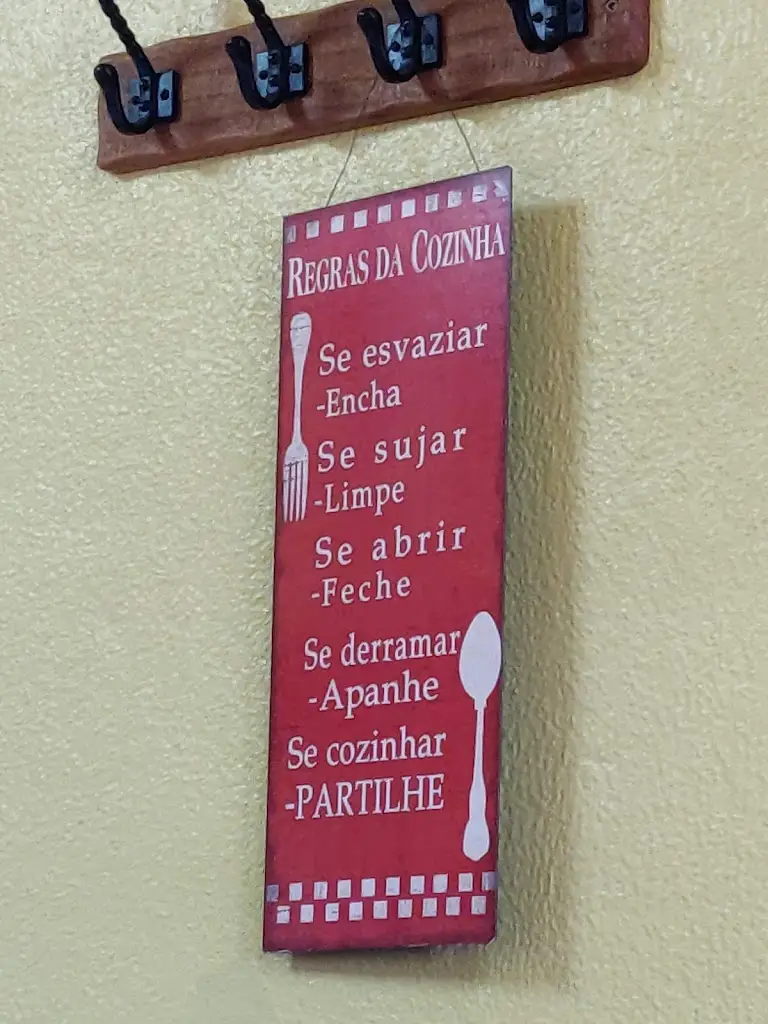 REGRAS DA COZINHA
Se esvaziar
-Encha
Se sujar
-Limpe
Se abrir
-Feche
Se derramar
-Apanhe
Se cozinhar
-PARTILHE